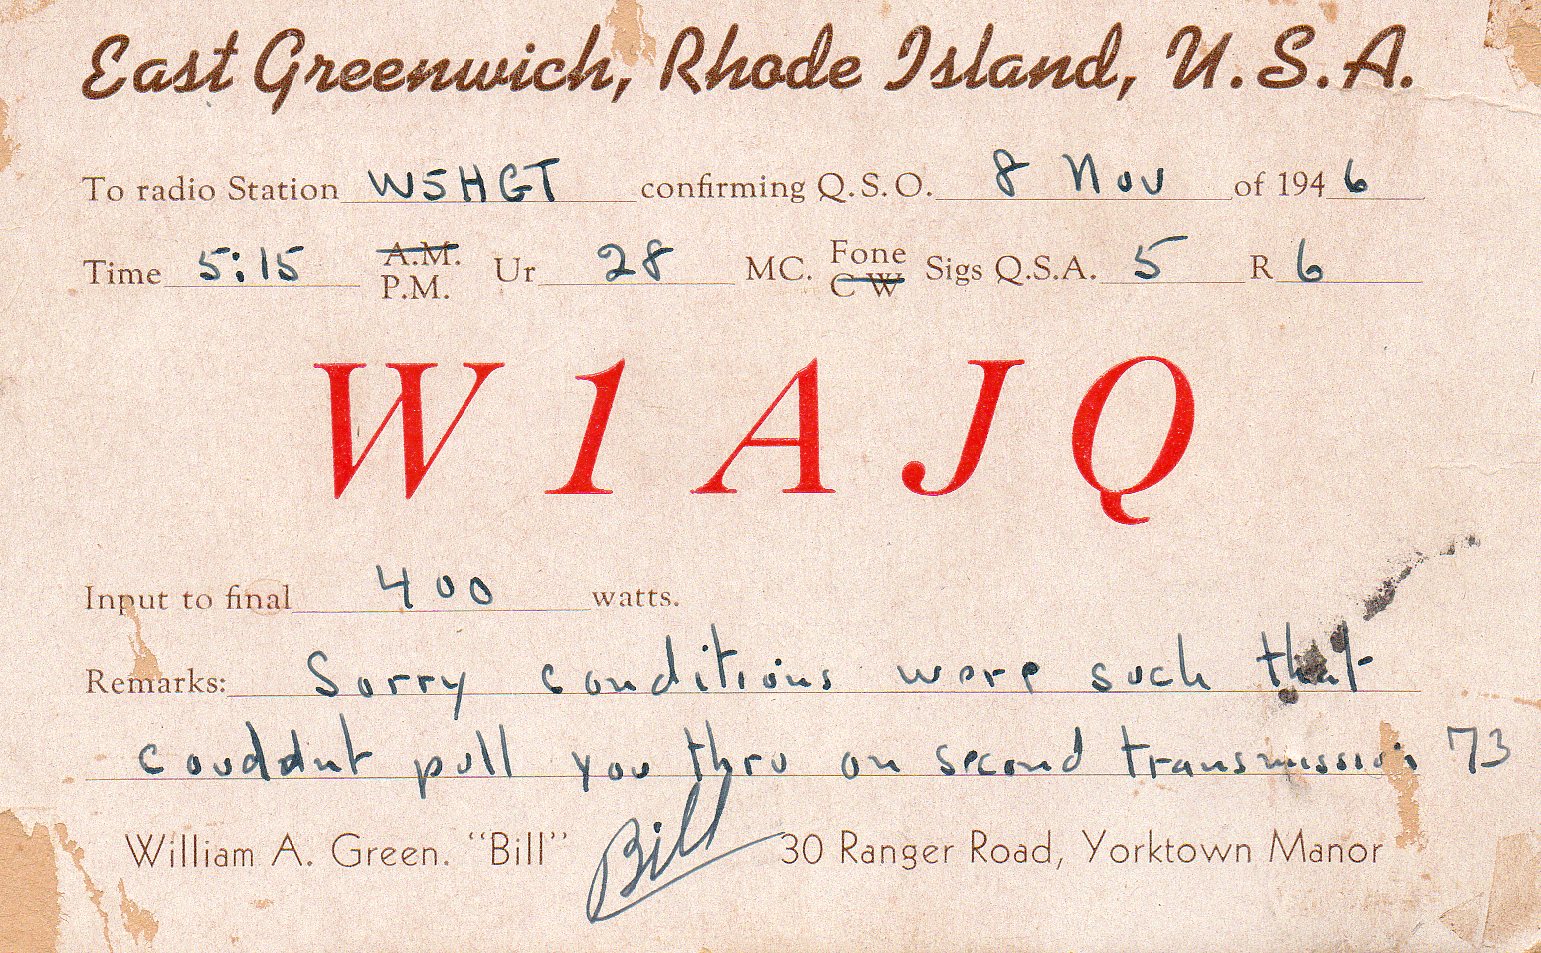 East Greenwich, Rhode Island, U.S.A.
To radio Station W5HGT confirming Q.S.O. 8 Nov of 1946
Time 5:15 A.M. P.M. Ur 28 MC. Fone CW Sigs Q.S.A. 5 R 6
W1AJQ
Input to final 400 watts.
Remarks: Sorry conditions were such that
couddnt pull you thru on second transmission 73
William A. Green. "Bill" Bill 30 Ranger Road, Yorktown Manor